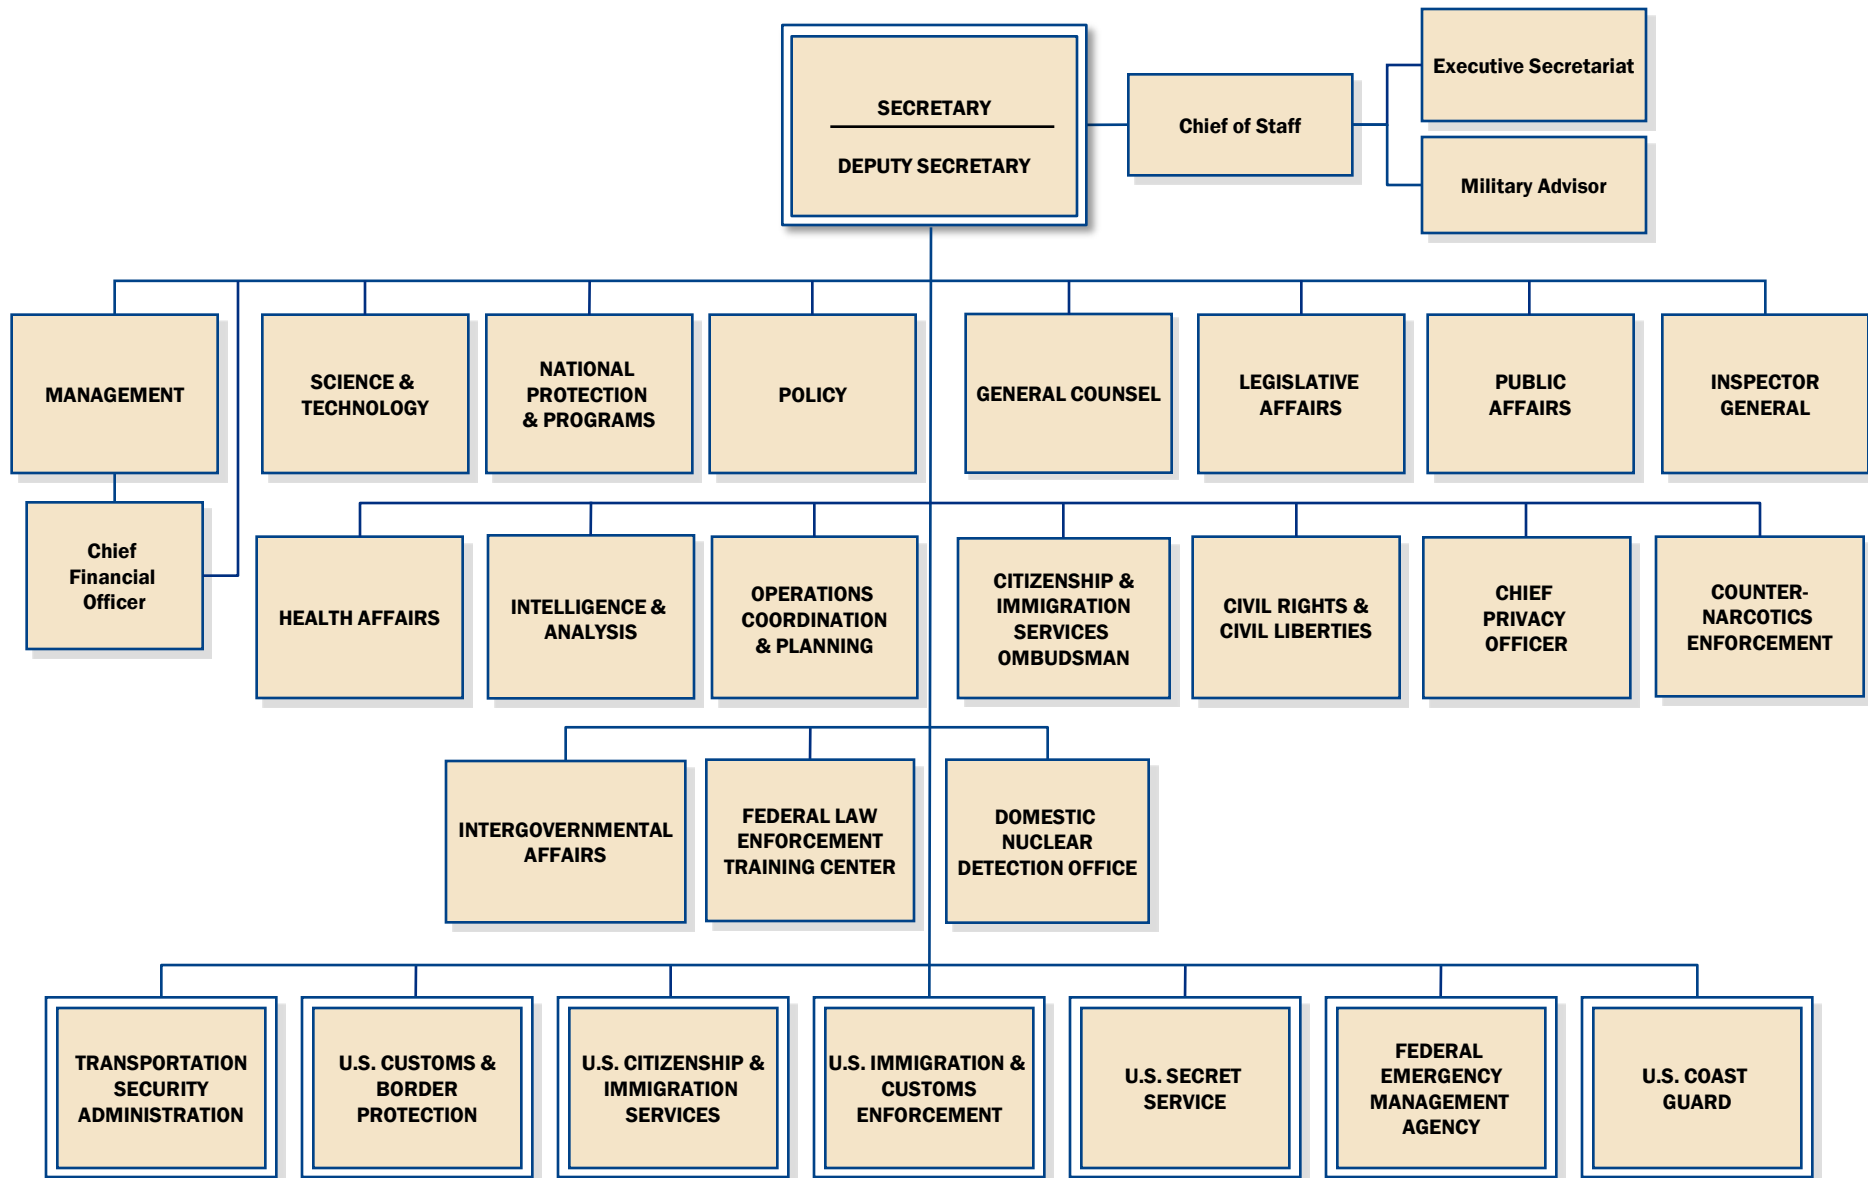 SECRETARY
DEPUTY SECRETARY
Chief of Staff
Executive Secretariat
Military Advisor
MANAGEMENT
SCIENCE &
TECHNOLOGY
NATIONAL
PROTECTION
& PROGRAMS
POLICY
GENERAL COUNSEL
LEGISLATIVE
AFFAIRS
PUBLIC
AFFAIRS
INSPECTOR
GENERAL
Chief
Financial
Officer
HEALTH AFFAIRS
INTELLIGENCE &
ANALYSIS
OPERATIONS
COORDINATION
& PLANNING
CITIZENSHIP &
IMMIGRATION
SERVICES
OMBUDSMAN
CIVIL RIGHTS &
CIVIL LIBERTIES
CHIEF
PRIVACY
OFFICER
COUNTER-
NARCOTICS
ENFORCEMENT
INTERGOVERNMENTAL
AFFAIRS
FEDERAL LAW
ENFORCEMENT
TRAINING CENTER
DOMESTIC
NUCLEAR
DETECTION OFFICE
TRANSPORTATION
SECURITY
ADMINISTRATION
U.S. CUSTOMS &
BORDER
PROTECTION
U.S. CITIZENSHIP &
IMMIGRATION
SERVICES
U.S. IMMIGRATION &
CUSTOMS
ENFORCEMENT
U.S. SECRET
SERVICE
FEDERAL
EMERGENCY
MANAGEMENT
AGENCY
U.S. COAST
GUARD